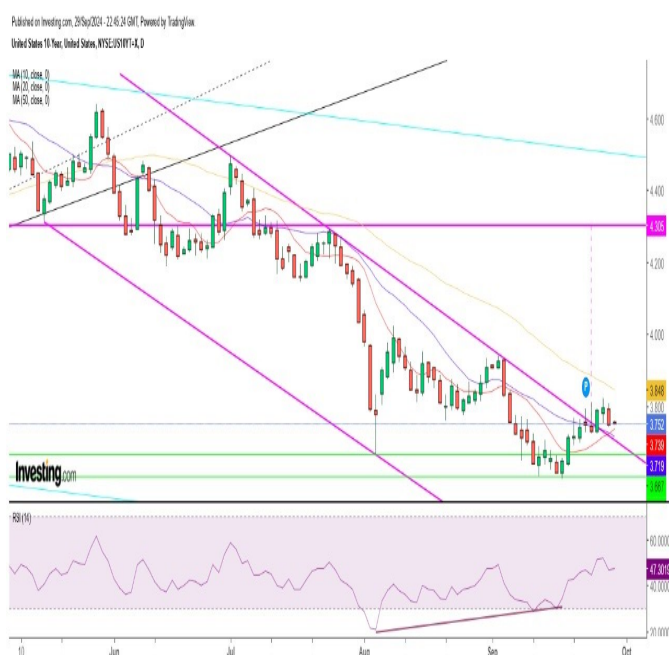 Published on Investing.com, 29/Sep/2024 - 22:45:24 GMT, Powered by TradingView.
United States 10-Year, United States, NYSE:US10YT=X, D
MA (10, close, 0)
MA (20, close, 0)
MA (50, close, 0)
4.600
4.400
4.305
4.200
4.000
P
3.848
3.800
3.752
3.739
3.719
3.667
Investing.com
RSI (14)
60.0000
47.3019
40.0000
20.0000
10
Jun
Jul
Aug
Sep
Oct